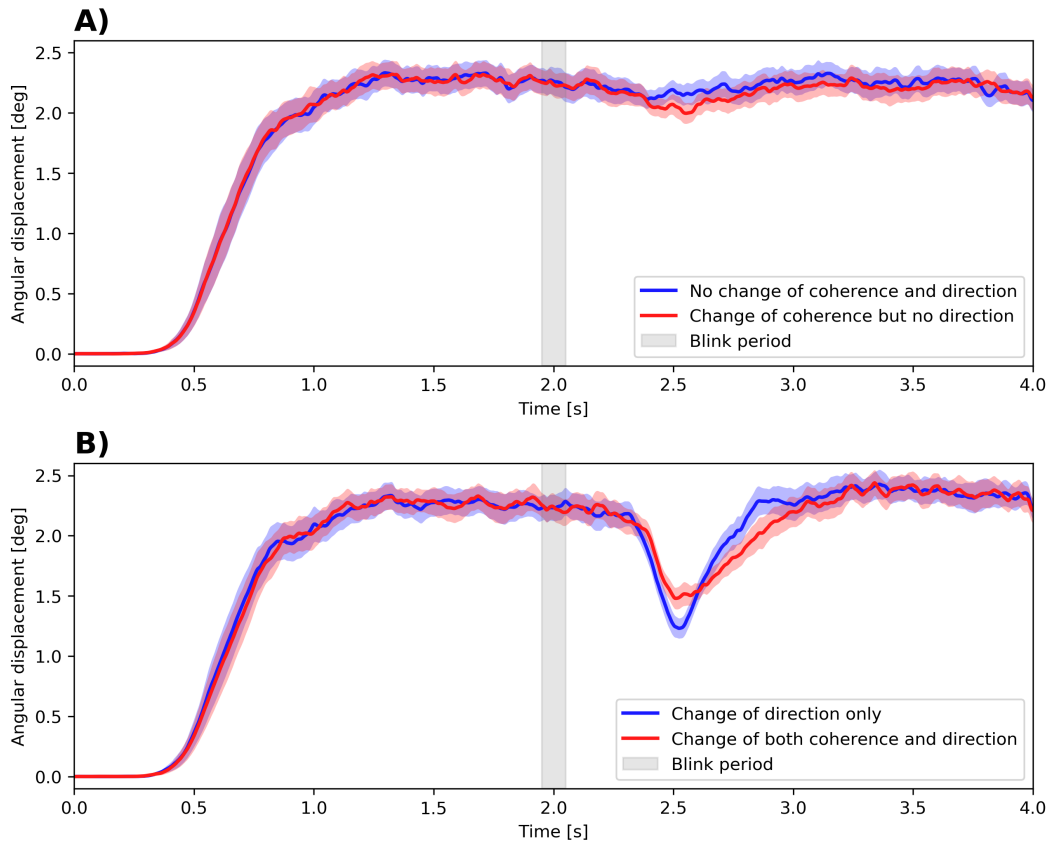 A)
2.5
2.0
1.5
1.0
0.5
0.0
Angular displacement [deg]
No change of coherence and direction
Change of coherence but no direction
Blink period
0.0 0.5 1.0 1.5 2.0 2.5 3.0 3.5 4.0
Time [s]
B)
2.5
2.0
1.5
1.0
0.5
0.0
Angular displacement [deg]
Change of direction only
Change of both coherence and direction
Blink period
0.0 0.5 1.0 1.5 2.0 2.5 3.0 3.5 4.0
Time [s]